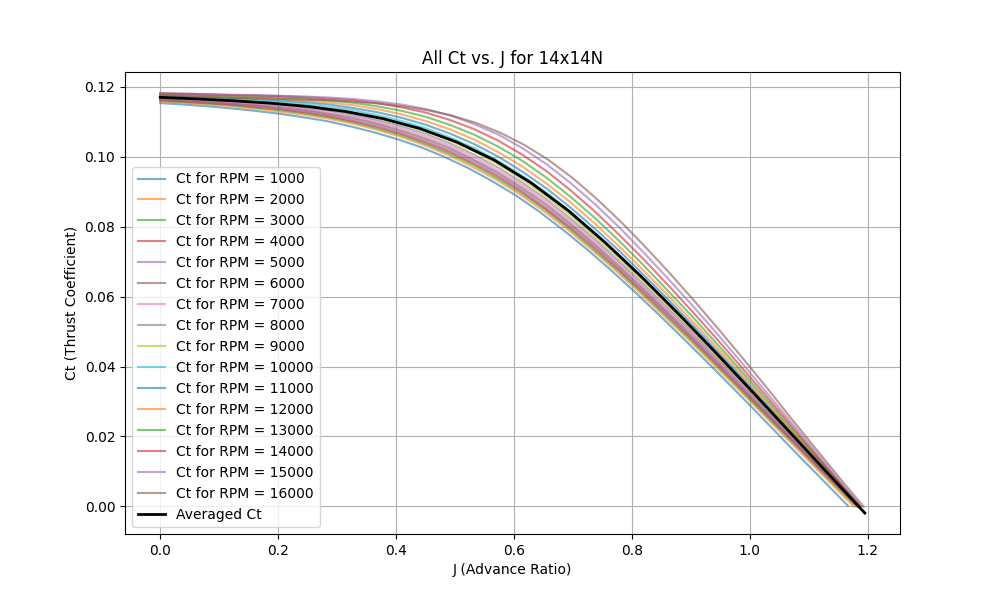 All Ct vs. J for 14x14N
Ct (Thrust Coefficient)
0.12
0.10
0.08
0.06
0.04
0.02
0.00
Ct for RPM = 1000
Ct for RPM = 2000
Ct for RPM = 3000
Ct for RPM = 4000
Ct for RPM = 5000
Ct for RPM = 6000
Ct for RPM = 7000
Ct for RPM = 8000
Ct for RPM = 9000
Ct for RPM = 10000
Ct for RPM = 11000
Ct for RPM = 12000
Ct for RPM = 13000
Ct for RPM = 14000
Ct for RPM = 15000
Ct for RPM = 16000
Averaged Ct
0.0 0.2 0.4 0.6 0.8 1.0 1.2
J (Advance Ratio)